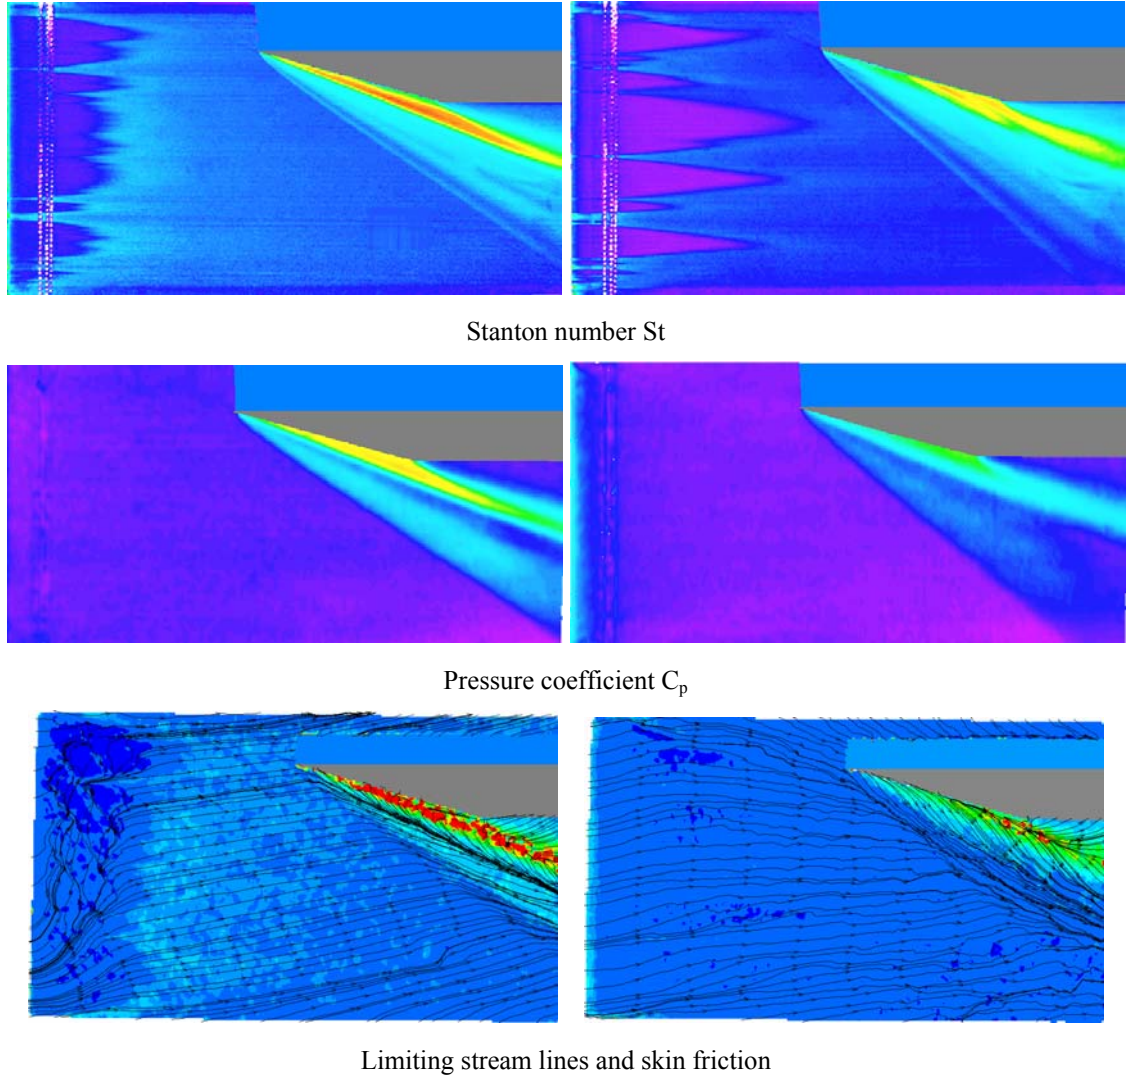 Stanton number St
Pressure coefficient Cp
Limiting stream lines and skin friction